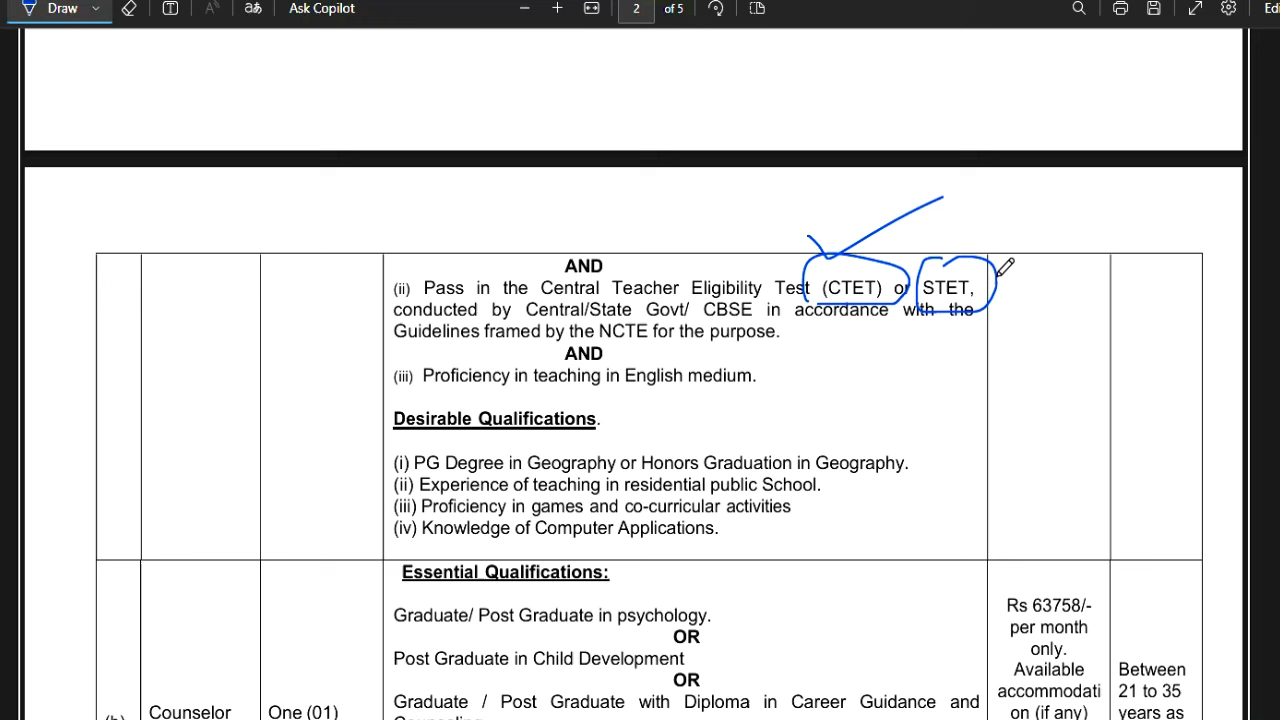 Draw
Ask Copilot
2 of 5
Edi
AND
(ii) Pass in the Central Teacher Eligibility Test (CTET) or STET,
conducted by Central/State Govt/ CBSE in accordance with the
Guidelines framed by the NCTE for the purpose.
AND
(iii) Proficiency in teaching in English medium.
Desirable Qualifications.
(i) PG Degree in Geography or Honors Graduation in Geography.
(ii) Experience of teaching in residential public School.
(iii) Proficiency in games and co-curricular activities
(iv) Knowledge of Computer Applications.
(b)
Counselor
One (01)
Essential Qualifications:
Graduate/ Post Graduate in psychology.
OR
Post Graduate in Child Development
OR
Graduate / Post Graduate with Diploma in Career Guidance and
Rs 63758/-
per month
only.
Available
accommodati
on (if any)
Between
21 to 35
years as